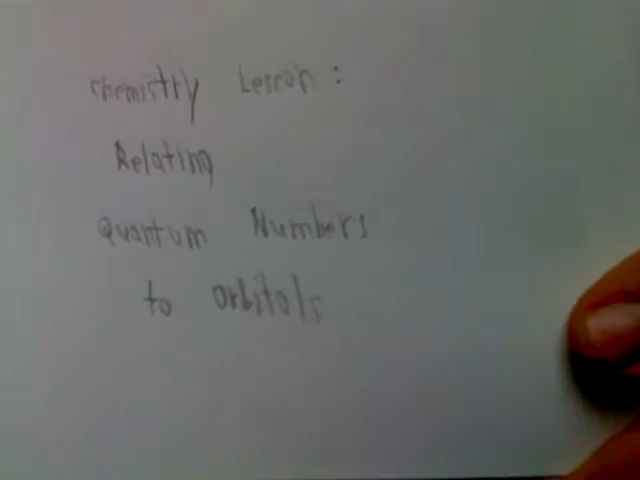 chemistry Lesson :
Relating
Quantum Numbers
to orbitals